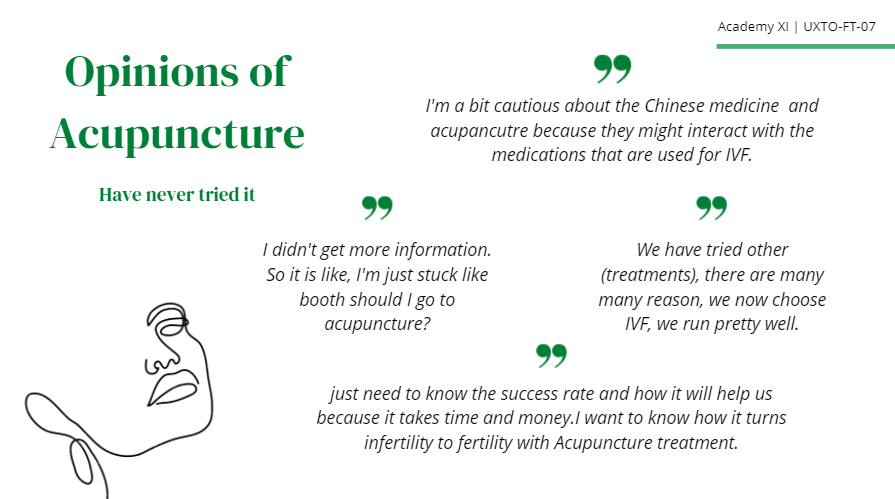 Academy XI | UXTO-FT-07
Opinions of
Acupuncture
Have never tried it
I'm a bit cautious about the Chinese medicine  and
acupancutre because they might interact with the
medications that are used for IVF.
I didn't get more information.
So it is like, I'm just stuck like
booth should I go to
acupuncture?
We have tried other
(treatments), there are many
many reason, we now choose
IVF, we run pretty well.
just need to know the success rate and how it will help us
because it takes time and money.I want to know how it turns
infertility to fertility with Acupuncture treatment.